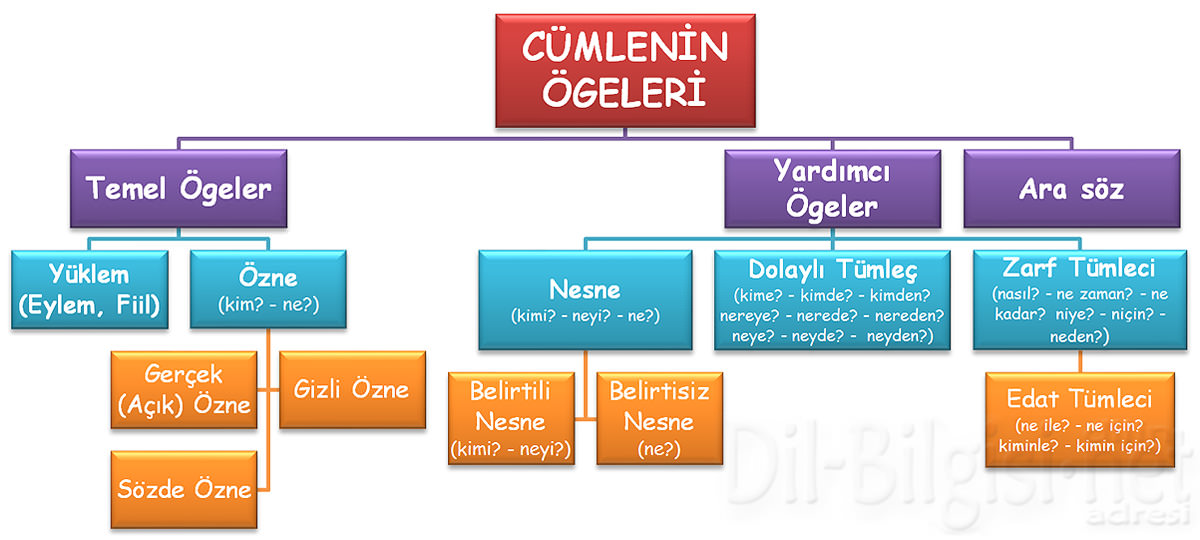 CÜMLENİN
ÖGELERİ
Temel Ögeler
Yardımcı
Ögeler
Ara söz
Yüklem
(Eylem, Fiil)
Özne
(kim? - ne?)
Nesne
(kimi? - neyi? - ne?)
Dolaylı Tümleç
(kime? - kimde? - kimden?
nereye? - nerede? - nereden?
neye? - neyde? - neyden?)
Zarf Tümleci
(nasıl? - ne zaman? - ne
kadar? niye? - niçin? -
neden?)
Gerçek
(Açık) Özne
Gizli Özne
Sözde Özne
Belirtili
Nesne
(kimi? - neyi?)
Belirtisiz
Nesne
(ne?)
Edat Tümleci
(ne ile? - ne için?
kiminle? - kimin için?)
Dil-Bilgisi.net
adresi